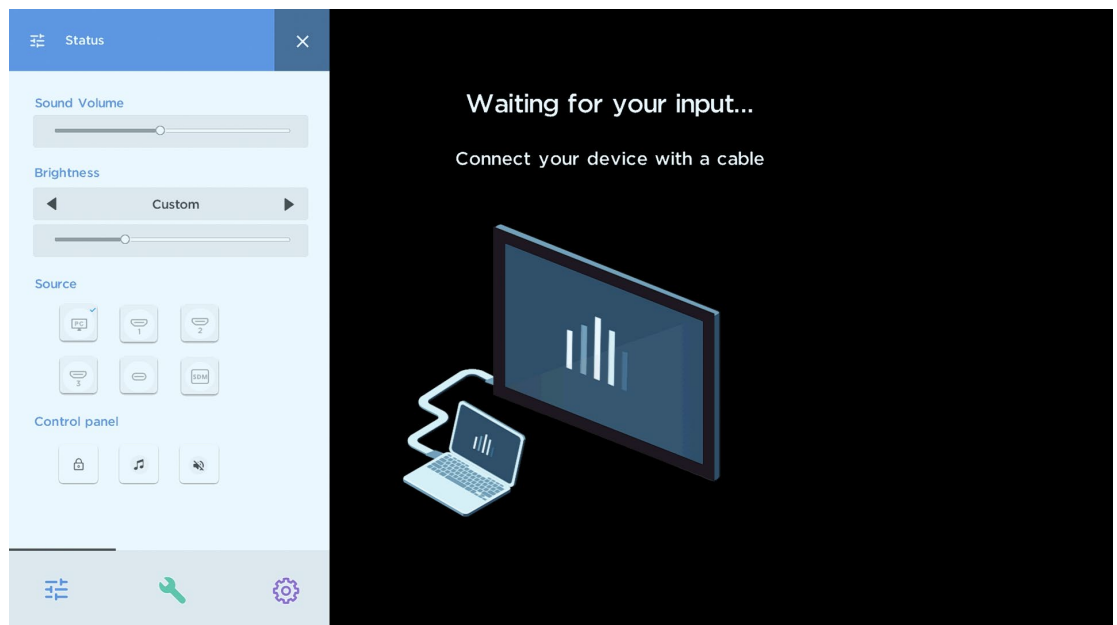 Status
Sound Volume
Brightness
Custom
Source
PC
1
2
3
SDM
Control panel
Waiting for your input...
Connect your device with a cable